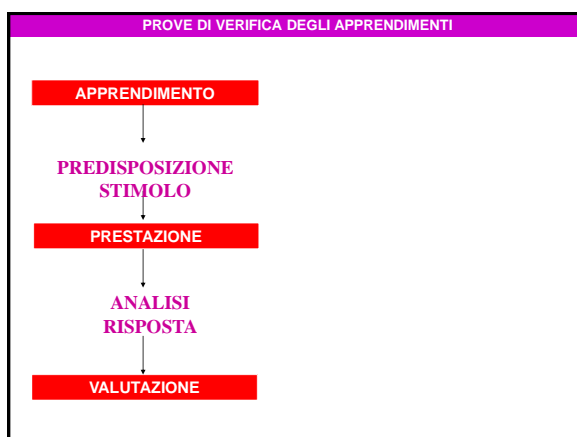 PROVE DI VERIFICA DEGLI APPRENDIMENTI
APPRENDIMENTO
PREDISPOSIZIONE
STIMOLO
PRESTAZIONE
ANALISI
RISPOSTA
VALUTAZIONE